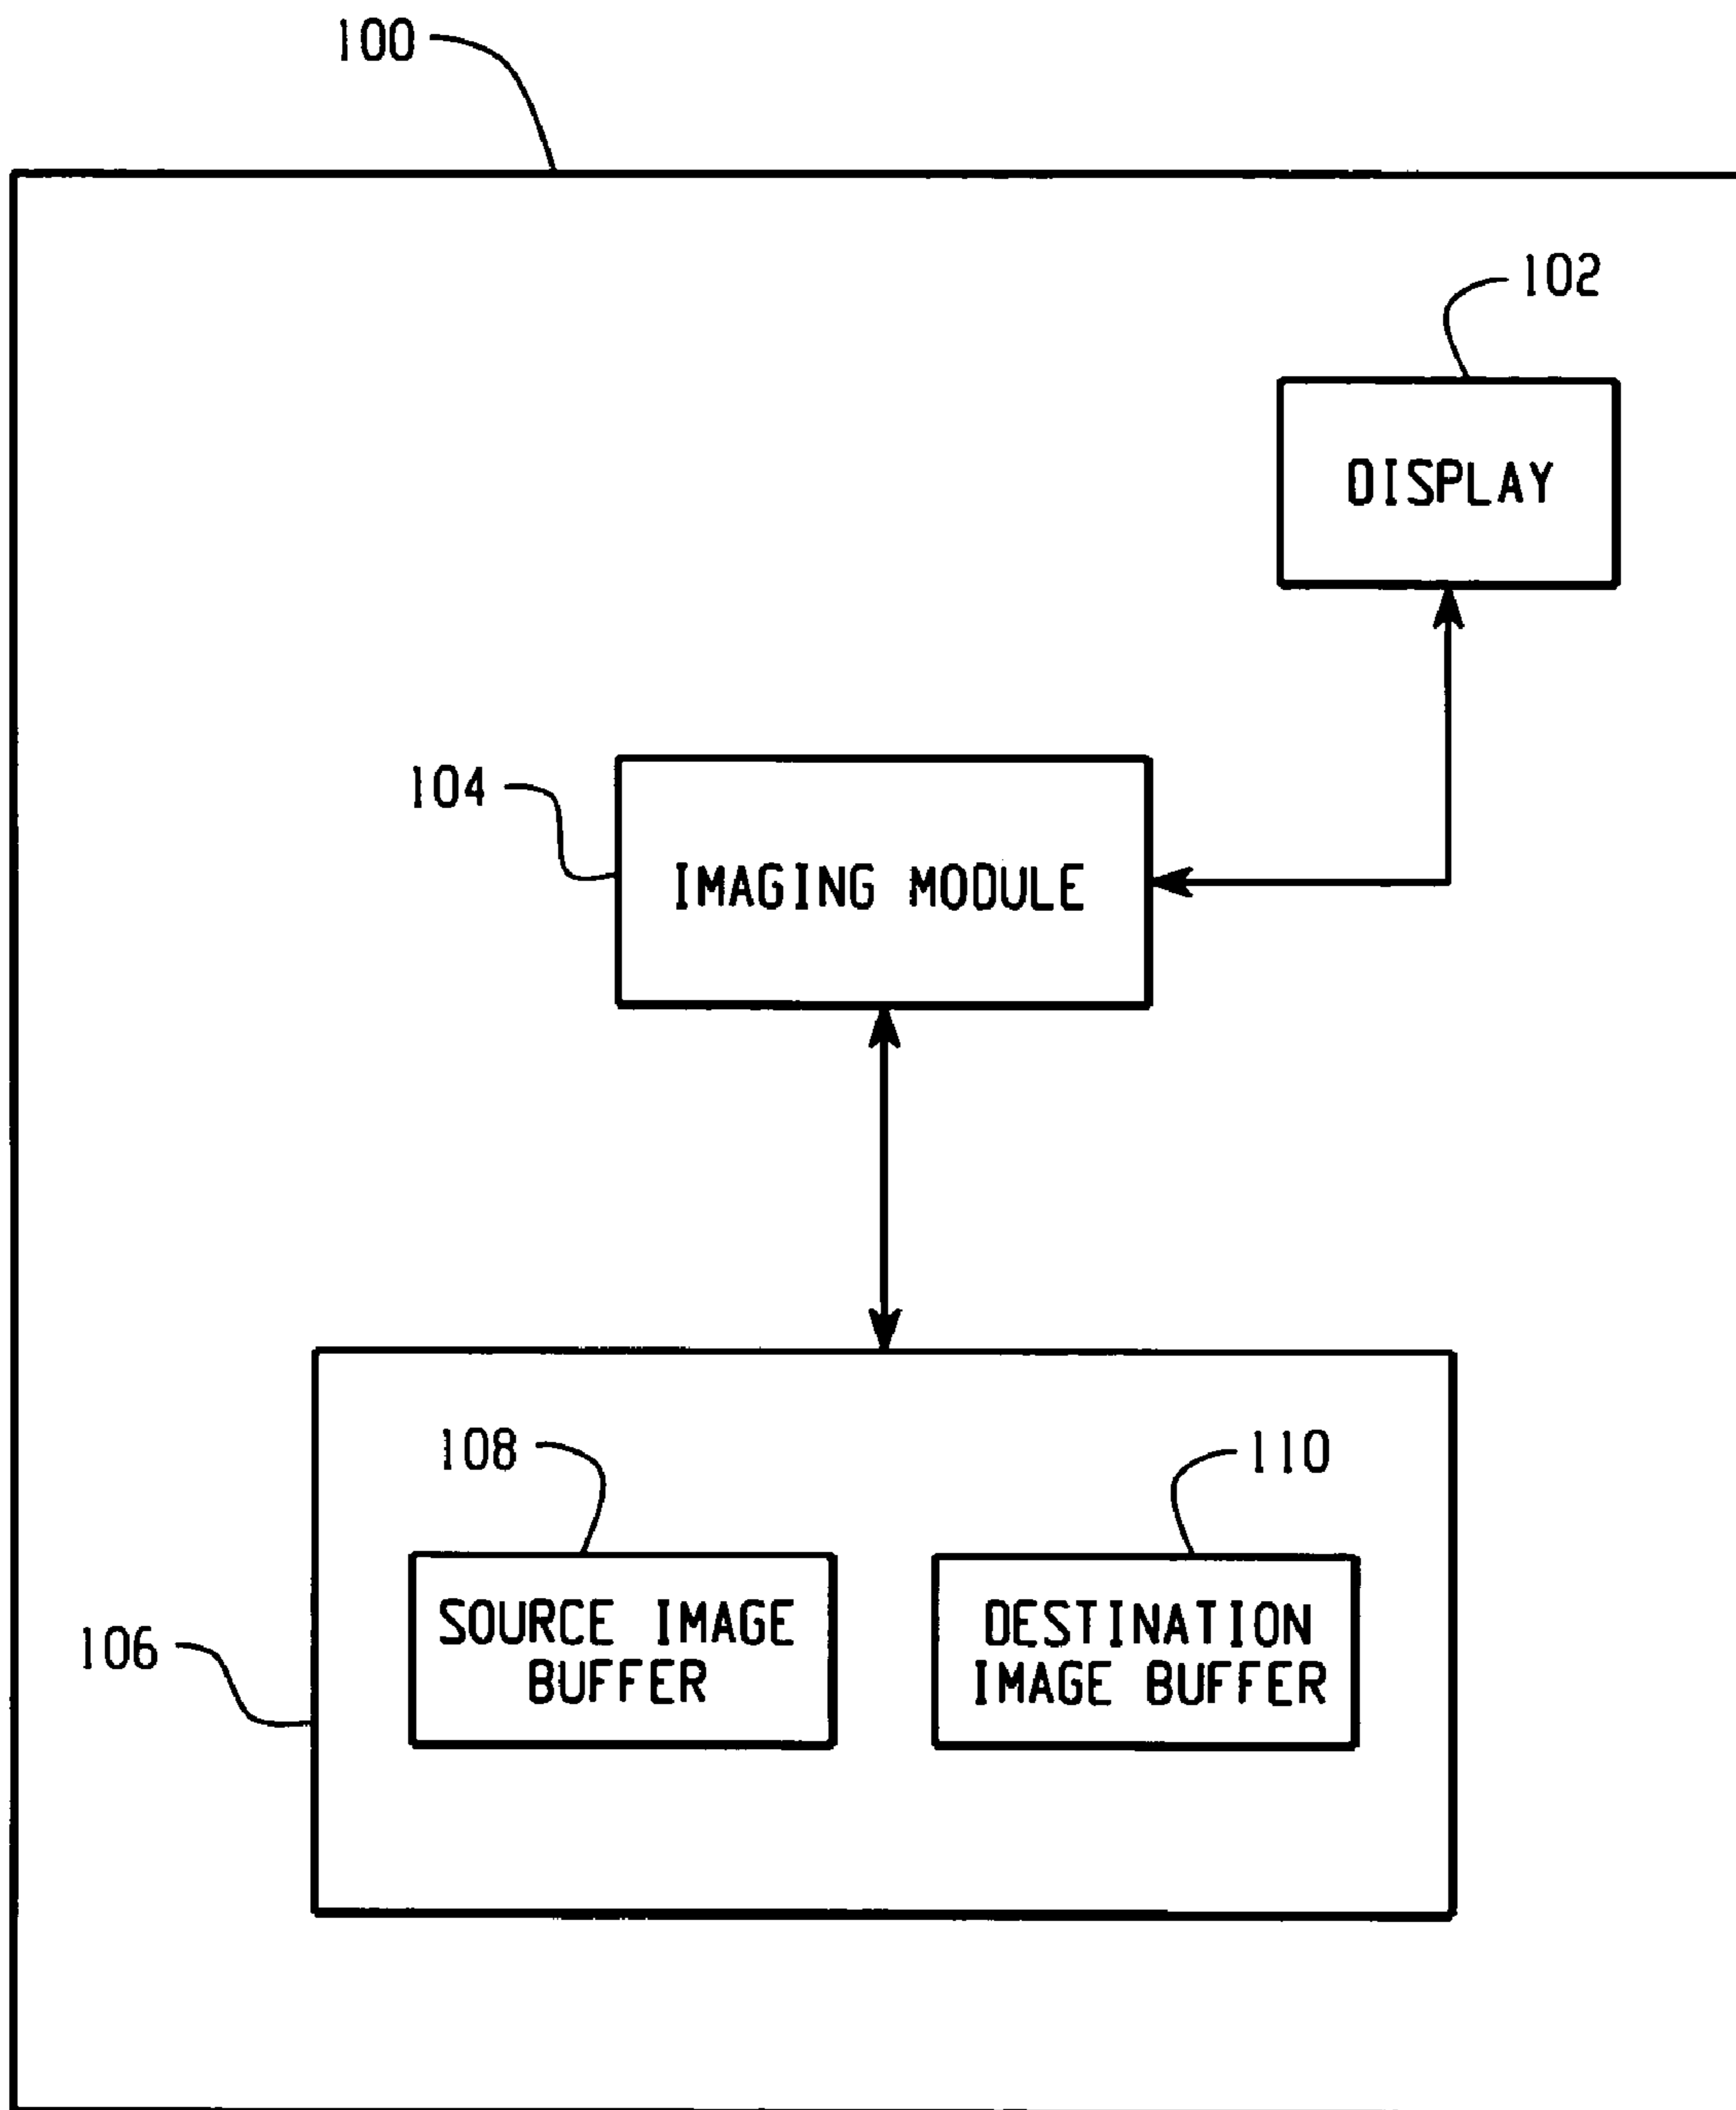 100
102
DISPLAY
104
IMAGING MODULE
108
110
SOURCE IMAGE
BUFFER
DESTINATION
IMAGE BUFFER
106